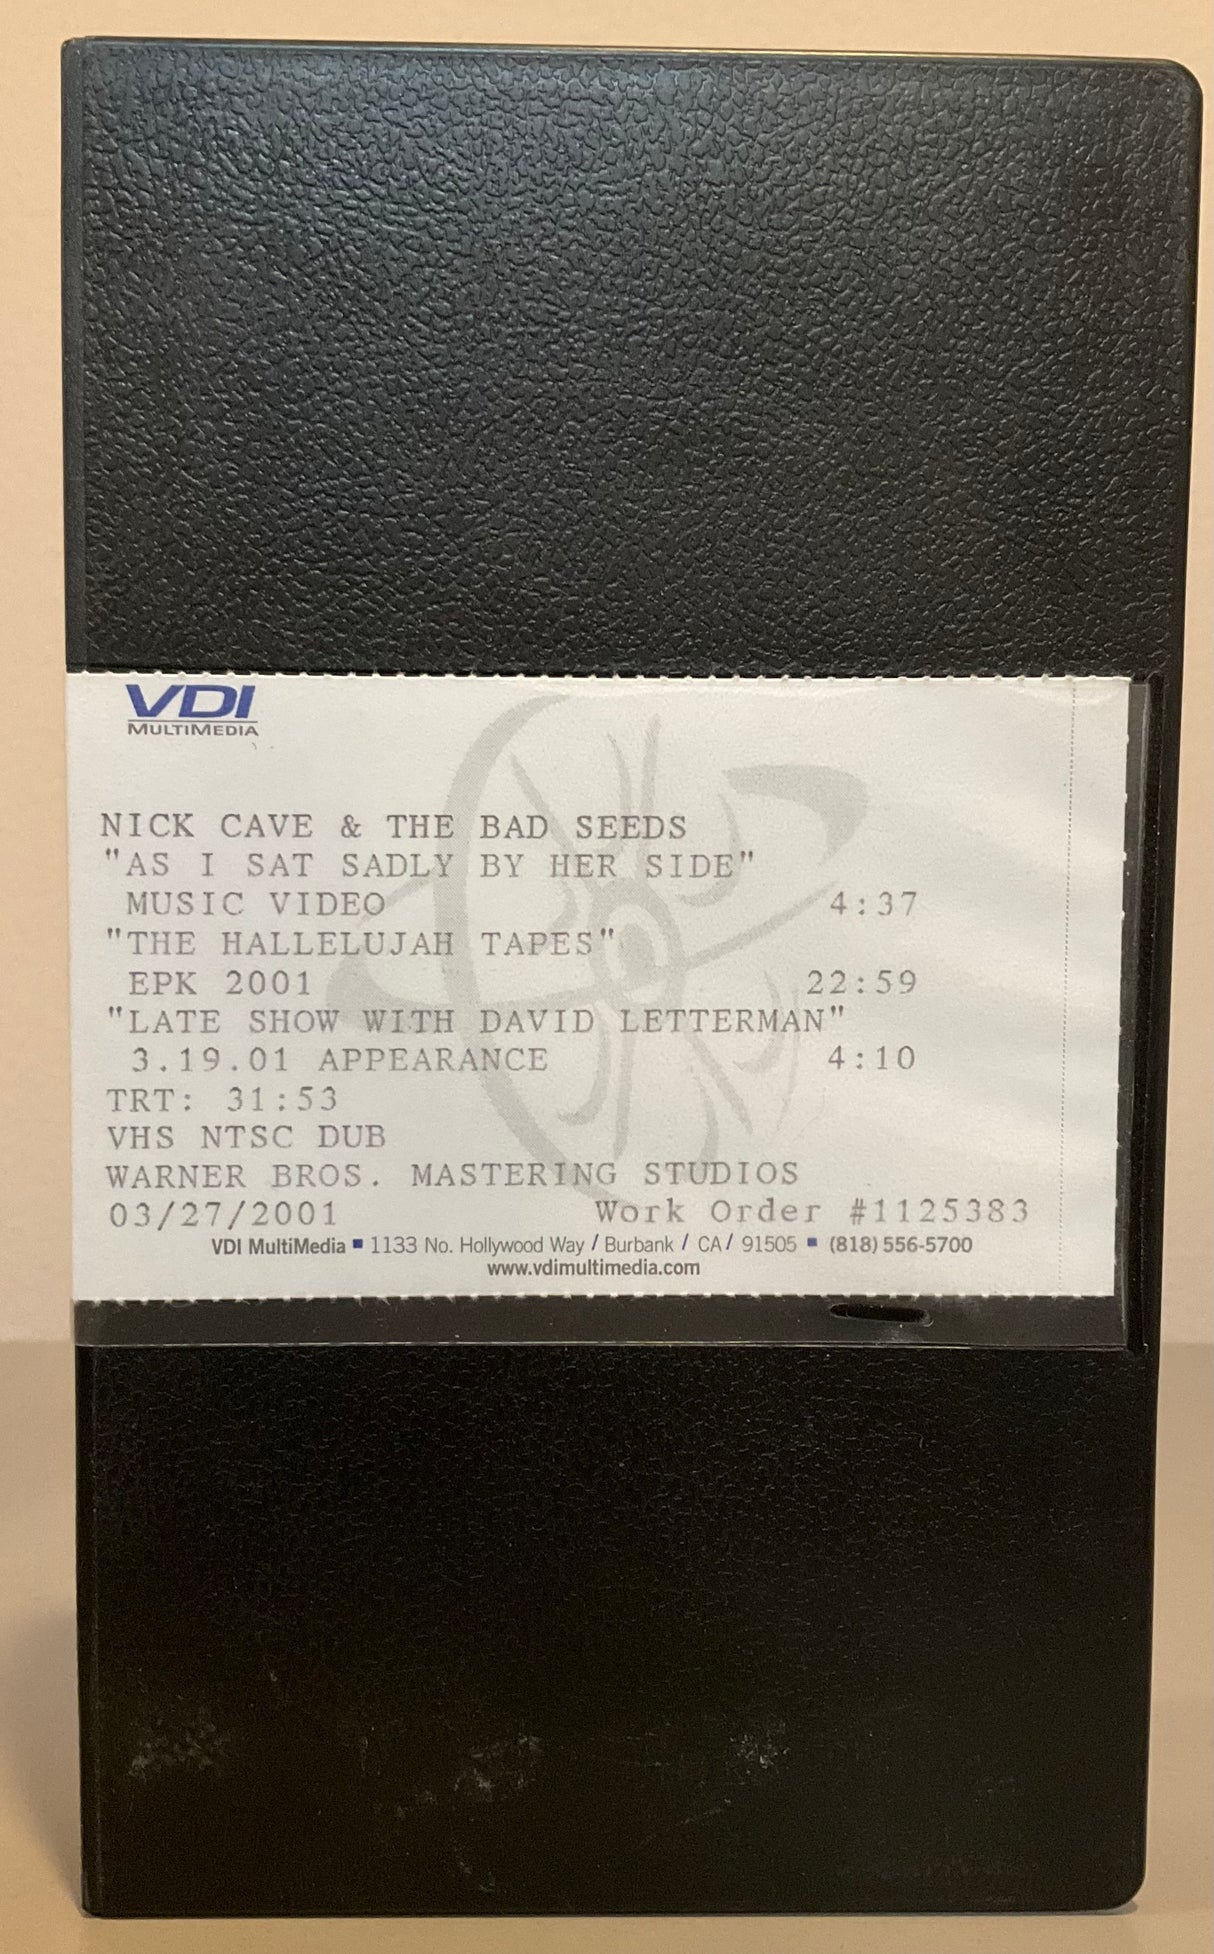 VDI
MULTIMEDIA
NICK CAVE & THE BAD SEEDS
"AS I SAT SADLY BY HER SIDE"
MUSIC VIDEO 4:37
"THE HALLELUJAH TAPES"
EPK 2001 22:59
"LATE SHOW WITH DAVID LETTERMAN"
3.19.01 APPEARANCE 4:10
TRT: 31:53
VHS NTSC DUB
WARNER BROS. MASTERING STUDIOS
03/27/2001 Work Order #1125383
VDI MultiMedia ▪ 1133 No. Hollywood Way / Burbank / CA / 91505 ▪ (818) 556-5700
www.vdimultimedia.com